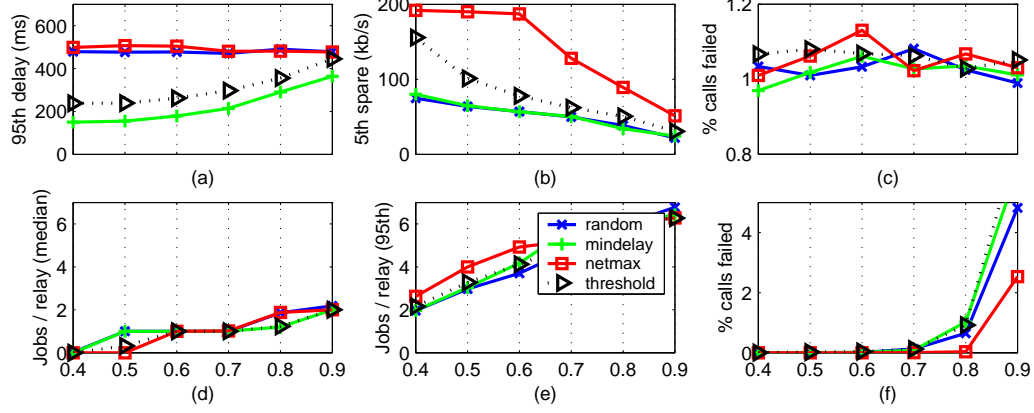 95th delay (ms)
600
400
200
0
(a)
5th spare (kb/s)
200
100
0
(b)
% calls failed
1.2
1
0.8
(c)
Jobs / relay (median)
6
4
2
0
0.4 0.5 0.6 0.7 0.8 0.9
(d)
Jobs / relay (95th)
6
4
2
0
0.4 0.5 0.6 0.7 0.8 0.9
(e)
random
mindelay
netmax
threshold
% calls failed
4
2
0
0.4 0.5 0.6 0.7 0.8 0.9
(f)